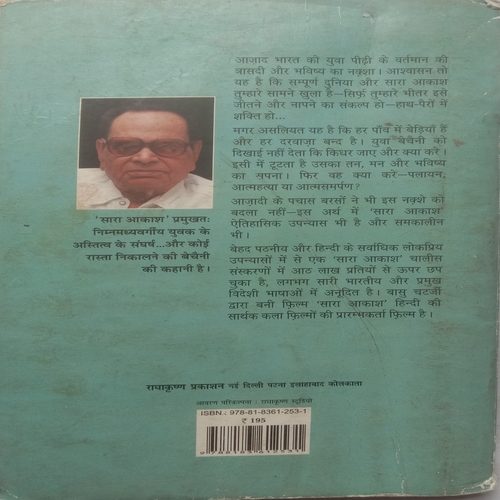 आज़ाद भारत की युवा पीढ़ी के वर्तमान की
त्रासदी और भविष्य का नक़्शा। आश्वासन तो
यह है कि सम्पूर्ण दुनिया और सारा आकाश
तुम्हारे सामने खुला है—सिर्फ़ तुम्हारे भीतर इसे
जीतने और नापने का संकल्प हो—हाथ-पैरों में
शक्ति हो...
मगर असलियत यह है कि हर पाँव में बेड़ियाँ हैं
और हर दरवाज़ा बन्द है। युवा बेचैनी को
दिखाई नहीं देता कि किधर जाए और क्या करे।
इसी में टूटता है उसका तन, मन और भविष्य
का सपना। फिर वह क्या करे—पलायन,
आत्महत्या या आत्मसमर्पण?
आज़ादी के पचास बरसों ने भी इस नक्शे को
बदला नहीं—इस अर्थ में 'सारा आकाश'
ऐतिहासिक उपन्यास भी है और समकालीन
भी।
बेहद पठनीय और हिन्दी के सर्वाधिक लोकप्रिय
उपन्यासों में से एक 'सारा आकाश' चालीस
संस्करणों में आठ लाख प्रतियों से ऊपर छप
चुका है, लगभग सारी भारतीय और प्रमुख
विदेशी भाषाओं में अनूदित है। बासु चटर्जी
द्वारा बनी फ़िल्म 'सारा आकाश' हिन्दी की
सार्थक कला फ़िल्मों की प्रारम्भकर्ता फ़िल्म है।
'सारा आकाश' प्रमुखतः
निम्नमध्यवर्गीय युवक के
अस्तित्व के संघर्ष...और कोई
रास्ता निकालने की बेचैनी
की कहानी है।
राधाकृष्ण प्रकाशन नई दिल्ली पटना इलाहाबाद कोलकाता
आवरण परिकल्पना : राधाकृष्ण स्टूडियो
ISBN: 978-81-8361-253-1
₹ 195
9788183612531